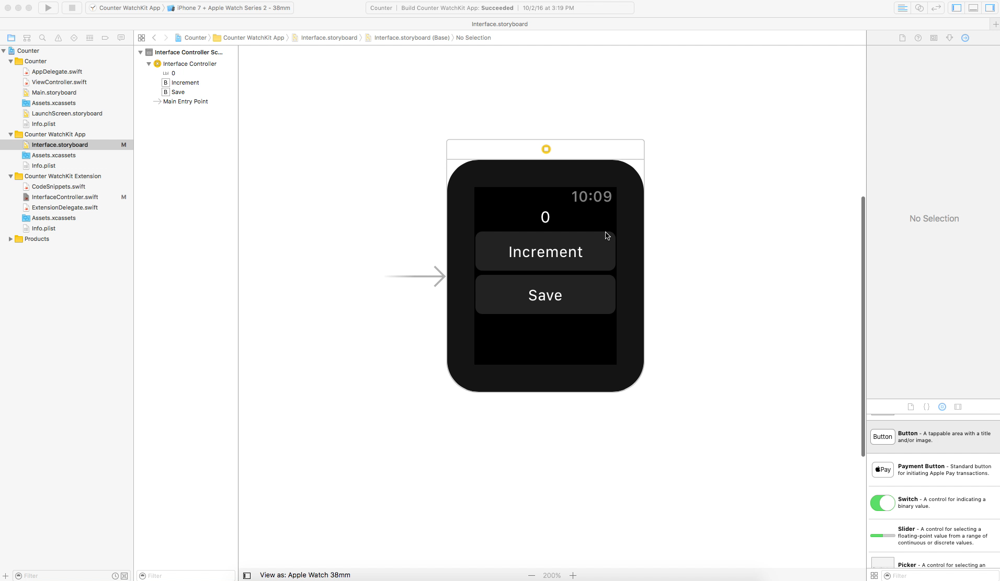 Counter WatchKit App
iPhone 7 + Apple Watch Series 2 - 38mm
Counter | Build Counter WatchKit App: Succeeded | 10/2/16 at 3:19 PM
Interface.storyboard
Counter
Counter WatchKit App
Interface.storyboard
Interface.storyboard (Base)
No Selection
Counter
Counter
AppDelegate.swift
ViewController.swift
Main.storyboard
Assets.xcassets
LaunchScreen.storyboard
Info.plist
Counter WatchKit App
Interface.storyboard M
Assets.xcassets
Info.plist
Counter WatchKit Extension
CodeSnippets.swift
InterfaceController.swift M
ExtensionDelegate.swift
Assets.xcassets
Info.plist
Products
Filter
Interface Controller Sc...
Interface Controller
Lbl 0
B Increment
B Save
Main Entry Point
Filter
10:09
0
Increment
Save
View as: Apple Watch 38mm
200%
No Selection
{ }
Button
Button - A tappable area with a title
and/or image.
Pay
Payment Button - Standard button
for initiating Apple Pay transactions.
Switch - A control for indicating a
binary value.
Slider - A control for selecting a
floating-point value from a range of
continuous or discrete values.
Picker - A control for selecting an
Filter